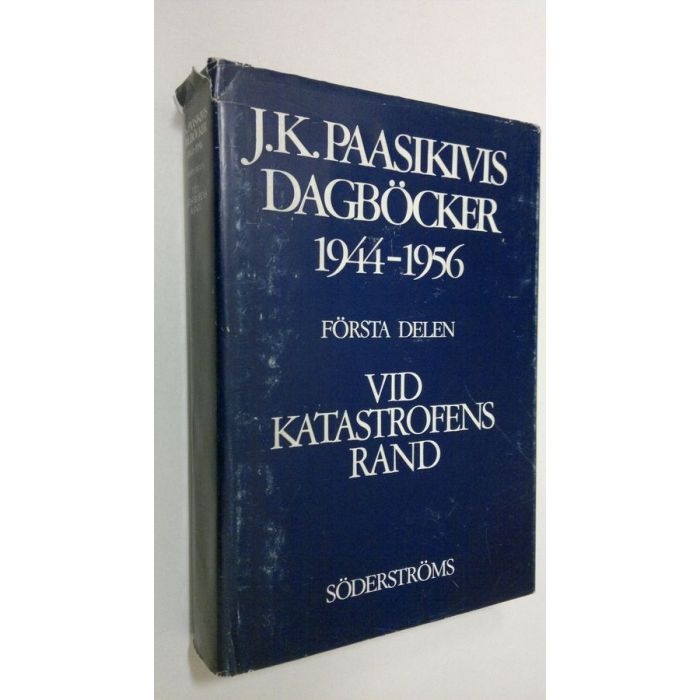 J.K. PAASIKIVIS
DAGBÖCKER
1944-1956
FÖRSTA DELEN
VID
KATASTROFENS
RAND
SÖDERSTRÖMS